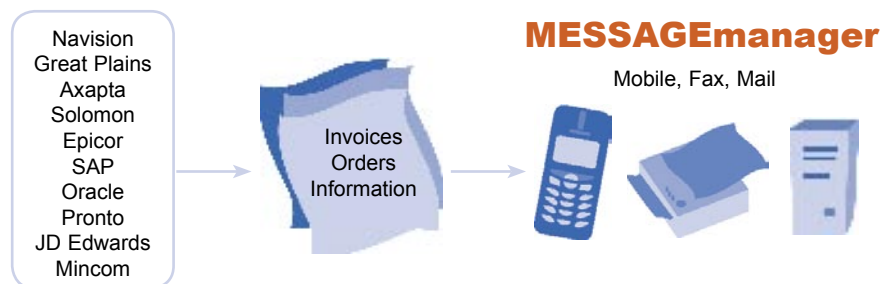 Navision
Great Plains
Axapta
Solomon
Epicor
SAP
Oracle
Pronto
JD Edwards
Mincom
Invoices
Orders
Information
MESSAGEmanager
Mobile, Fax, Mail